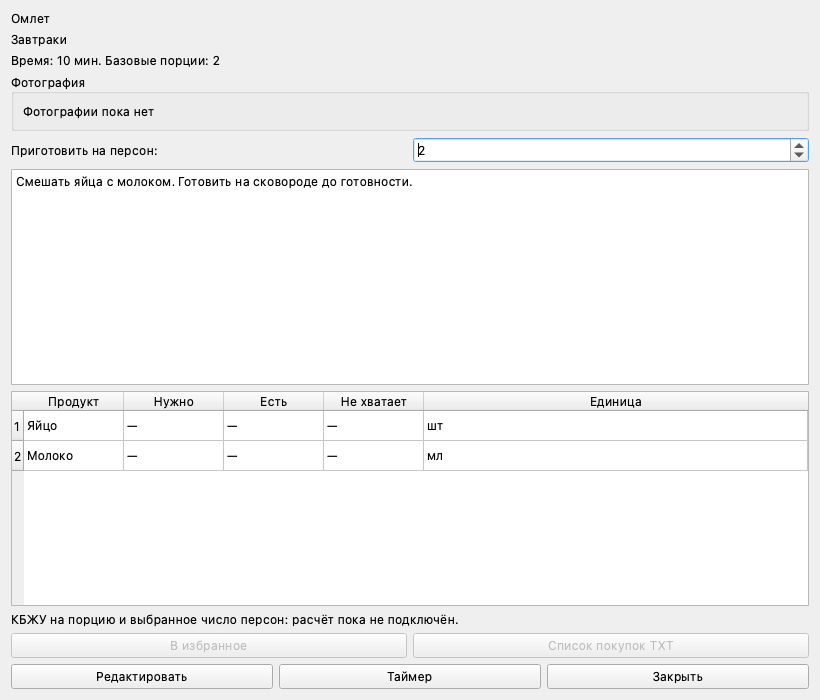 Омлет
Завтраки
Время: 10 мин. Базовые порции: 2
Фотография
Фотографии пока нет
Приготовить на персон: 2
Смешать яйца с молоком. Готовить на сковороде до готовности.
Продукт Нужно Есть Не хватает Единица
1 Яйцо — — — шт
2 Молоко — — — мл
КБЖУ на порцию и выбранное число персон: расчёт пока не подключён.
В избранное Список покупок TXT
Редактировать Таймер Закрыть